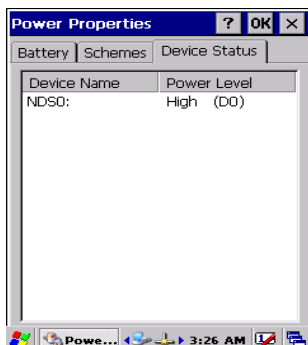 Power Properties ? OK ×
Battery Schemes Device Status
Device Name Power Level
NDS0: High (D0)
Powe... 3:26 AM